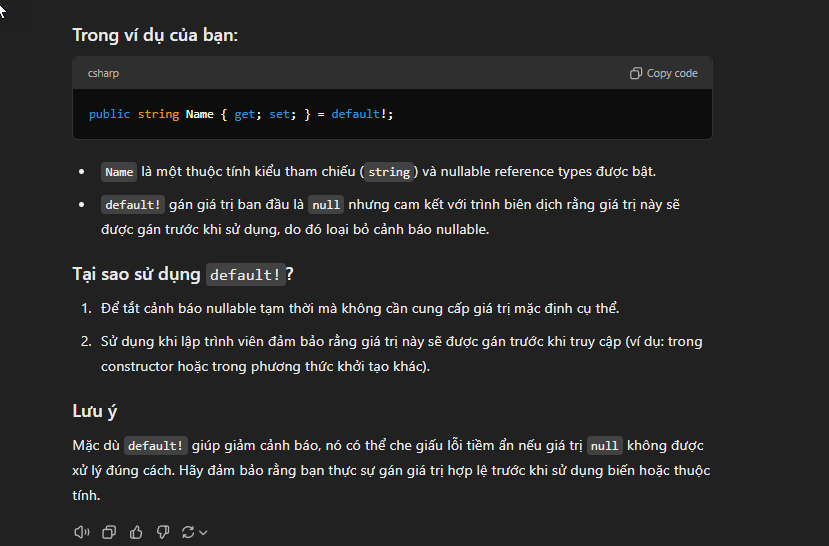 Trong ví dụ của bạn:
csharp
Copy code
public string Name { get; set; } = default!;
Name là một thuộc tính kiểu tham chiếu (string) và nullable reference types được bật.
default! gán giá trị ban đầu là null nhưng cam kết với trình biên dịch rằng giá trị này sẽ
được gán trước khi sử dụng, do đó loại bỏ cảnh báo nullable.
Tại sao sử dụng default!?
1. Để tắt cảnh báo nullable tạm thời mà không cần cung cấp giá trị mặc định cụ thể.
2. Sử dụng khi lập trình viên đảm bảo rằng giá trị này sẽ được gán trước khi truy cập (ví dụ: trong
constructor hoặc trong phương thức khởi tạo khác).
Lưu ý
Mặc dù default! giúp giảm cảnh báo, nó có thể che giấu lỗi tiềm ẩn nếu giá trị null không được
xử lý đúng cách. Hãy đảm bảo rằng bạn thực sự gán giá trị hợp lệ trước khi sử dụng biến hoặc thuộc
tính.